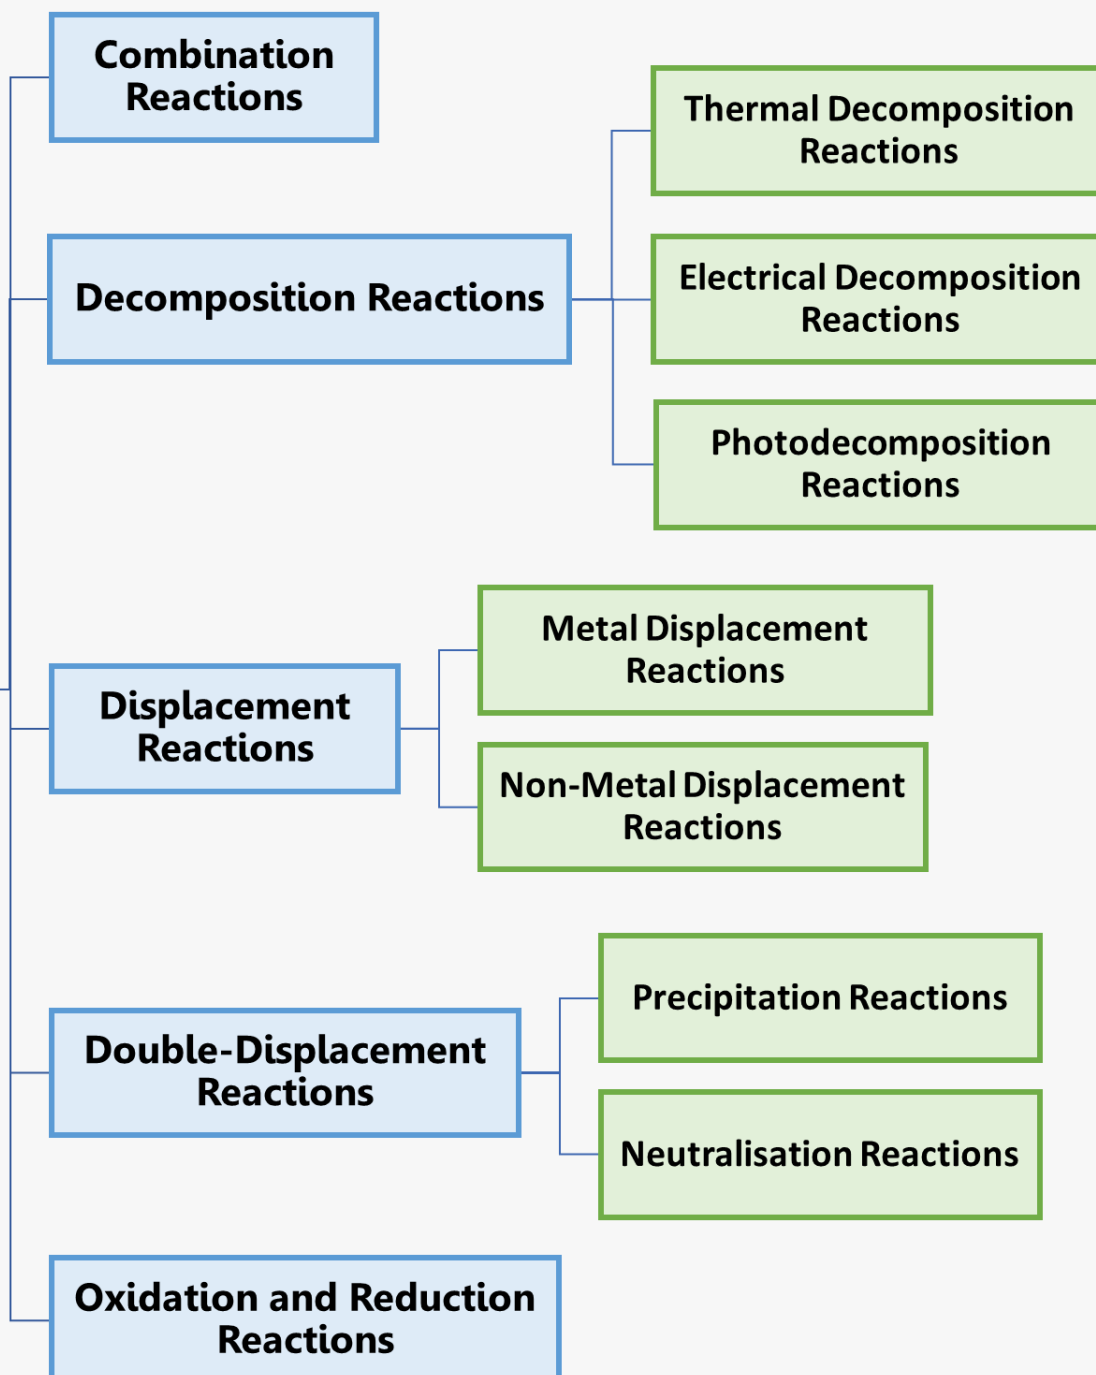 Combination
Reactions
Thermal Decomposition
Reactions
Decomposition Reactions
Electrical Decomposition
Reactions
Photodecomposition
Reactions
Displacement
Reactions
Metal Displacement
Reactions
Non-Metal Displacement
Reactions
Double-Displacement
Reactions
Precipitation Reactions
Neutralisation Reactions
Oxidation and Reduction
Reactions